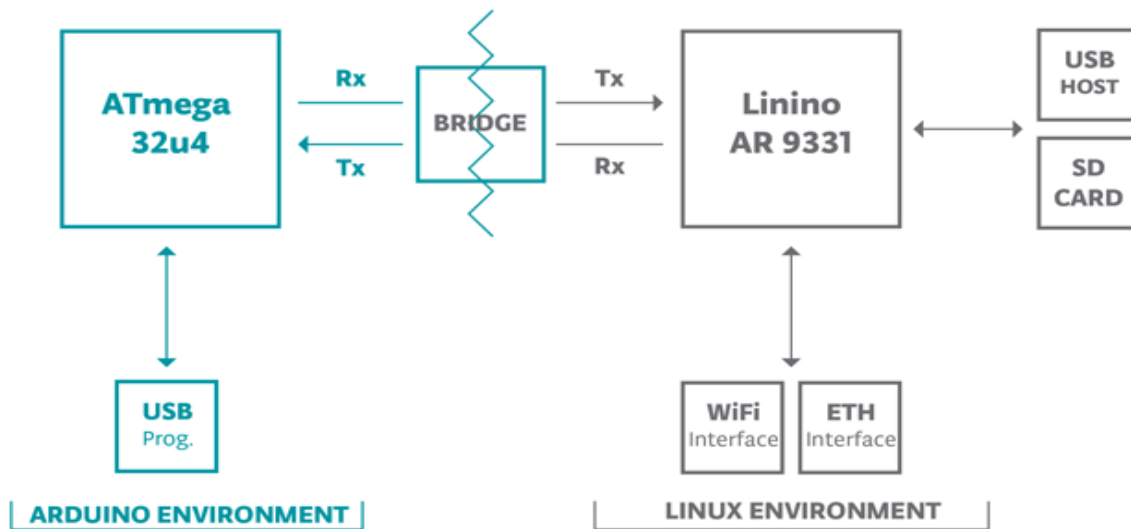 ATmega
32u4
Rx
Tx
BRIDGE
Tx
Rx
Linino
AR 9331
USB
HOST
SD
CARD
USB
Prog.
WiFi
Interface
ETH
Interface
ARDUINO ENVIRONMENT
LINUX ENVIRONMENT